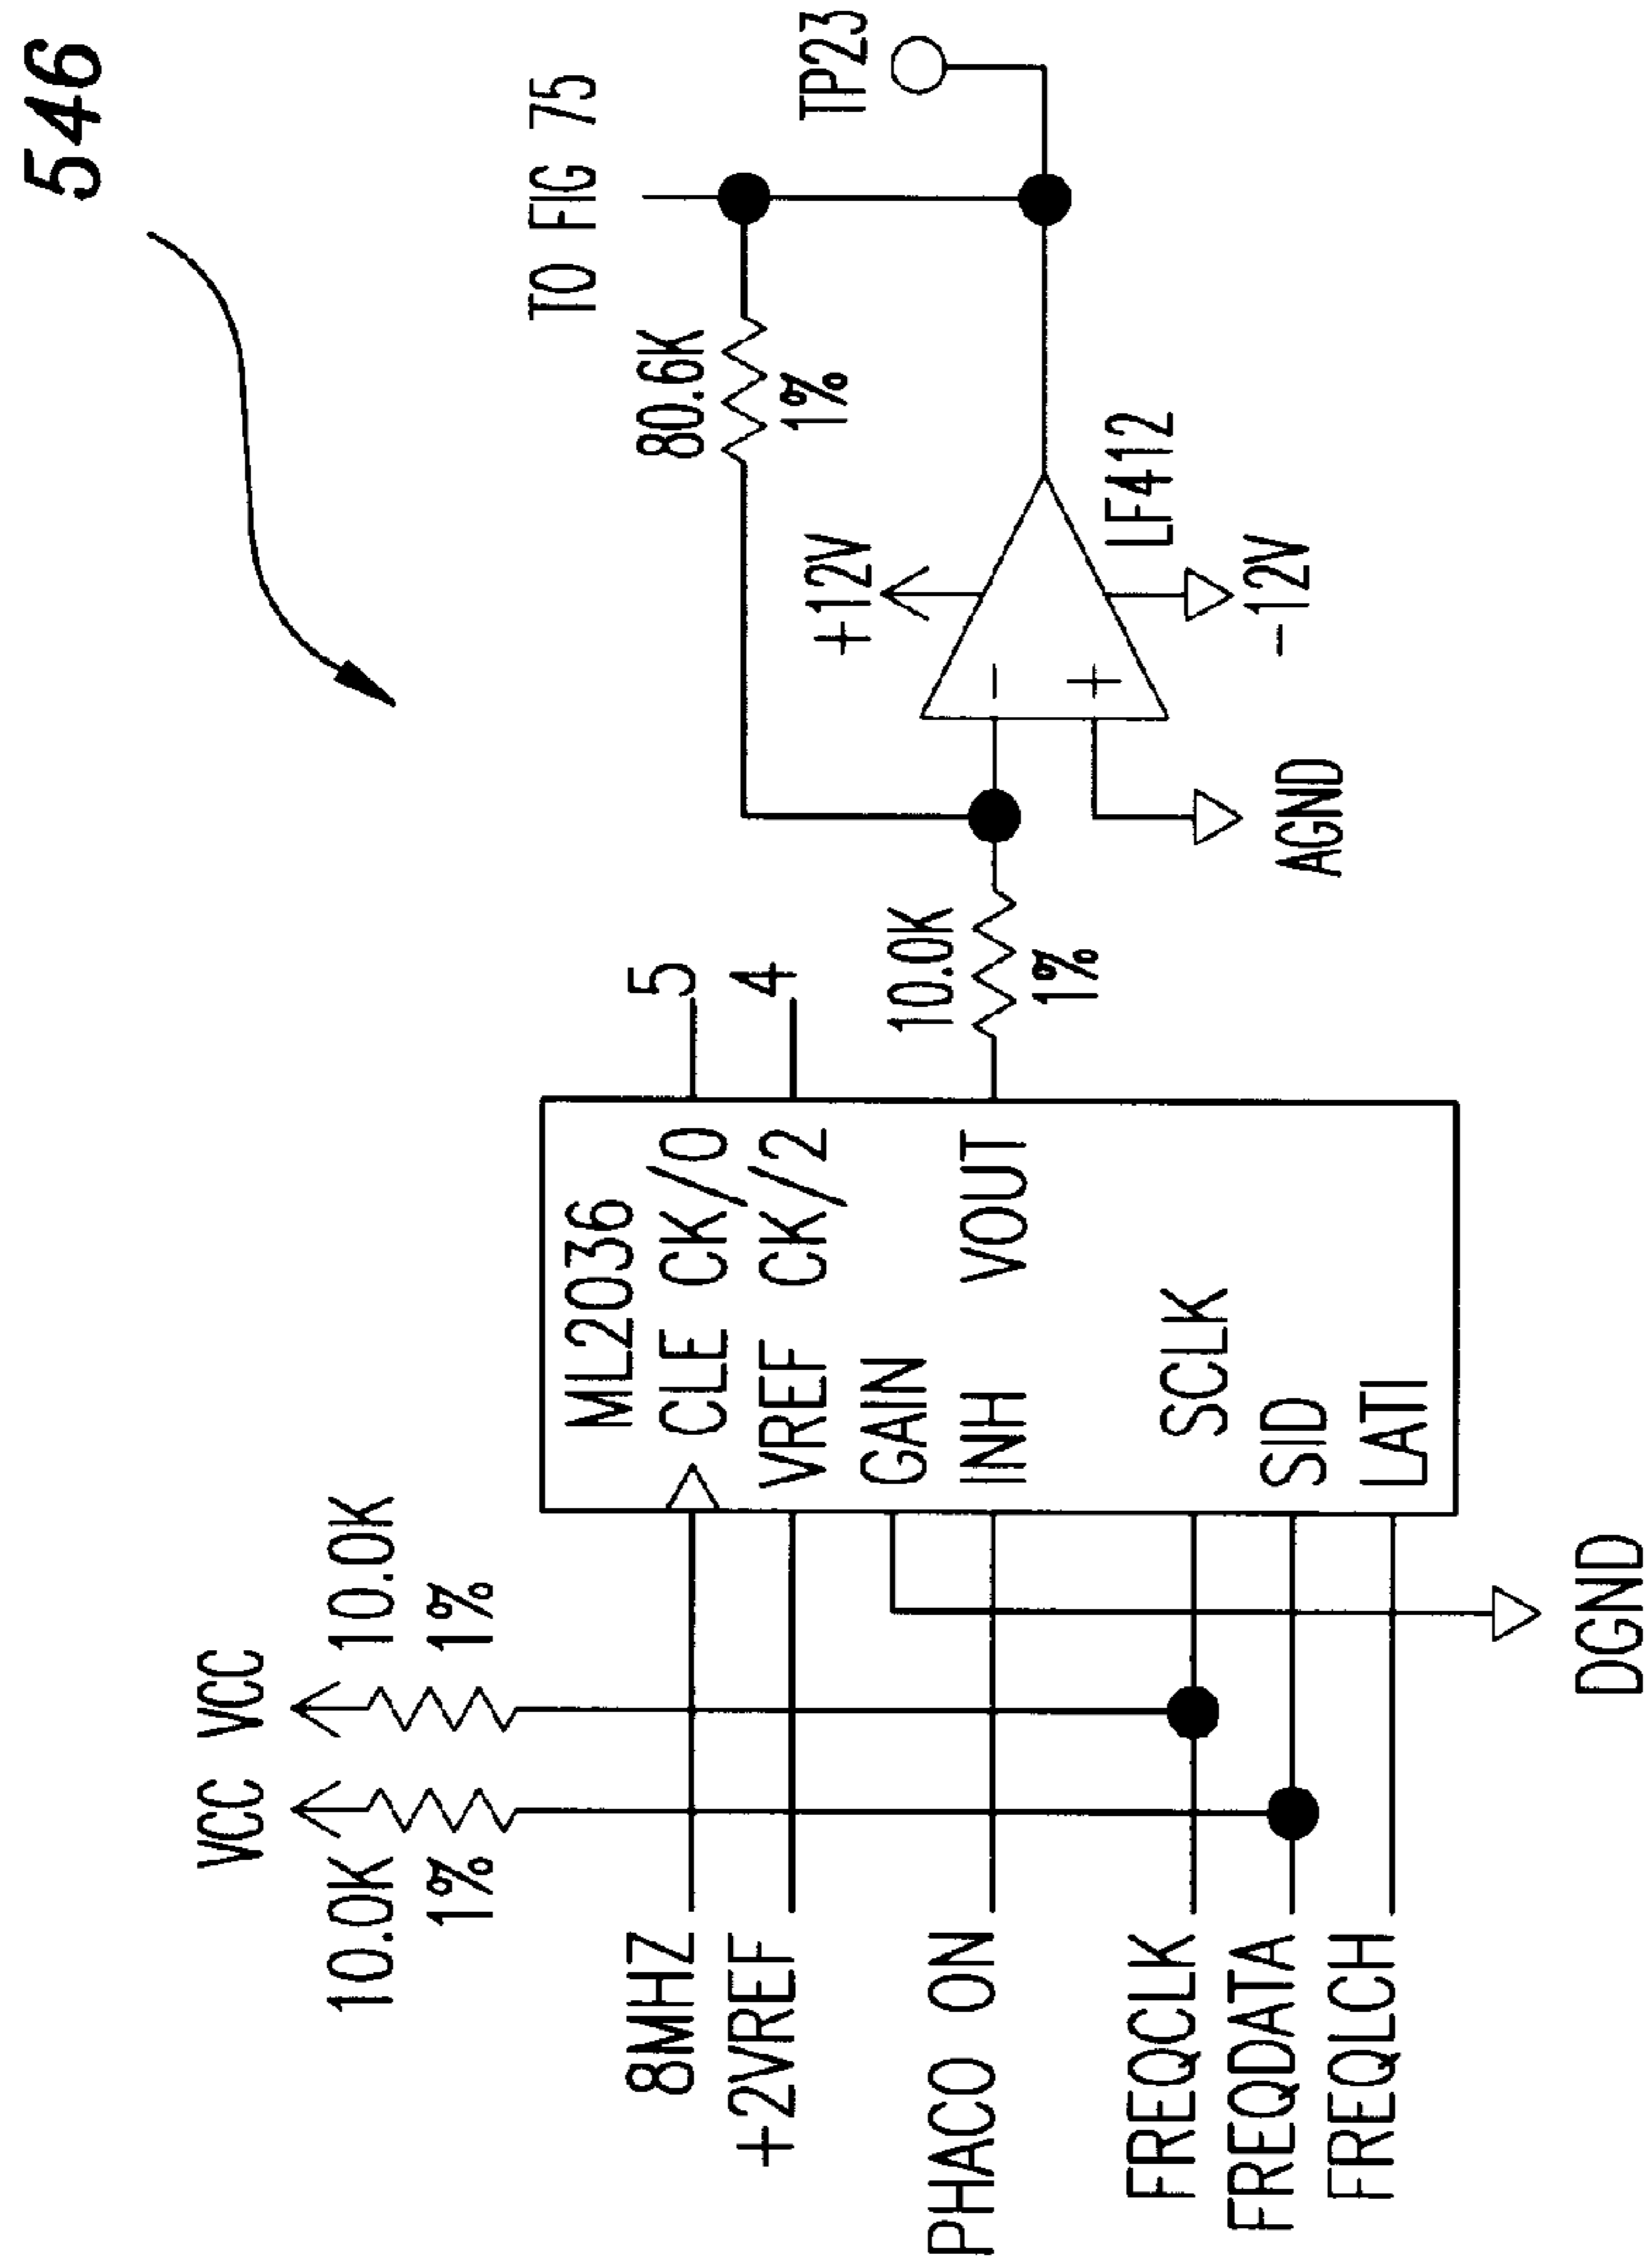 546
TO FIG 75
TP23
80.6K
1%
+12V
LF412
-12V
AGND
10.0K
1%
5
4
ML2036
CLE CK/0
VREF CK/2
GAIN
INH VOUT
SCLK
SID
LATI
VCC VCC
10.0K
1%
10.0K
1%
8MHZ
+2VREF
PHACO ON
FREQCLK
FREQDATA
FREQLCH
DGND